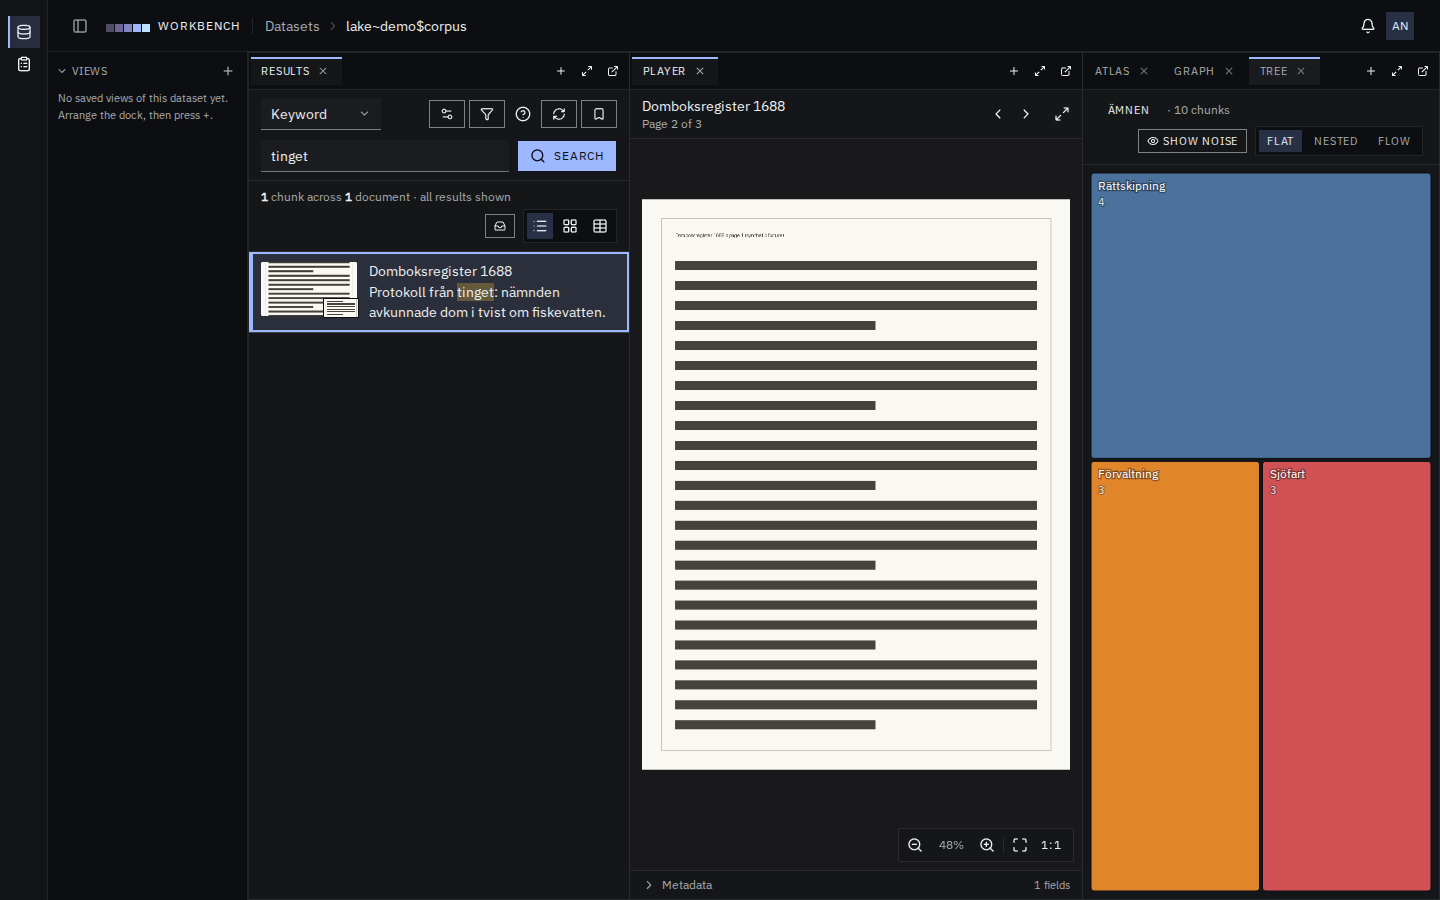 WORKBENCH
Datasets
lake~demo$corpus
AN
VIEWS
No saved views of this dataset yet.
Arrange the dock, then press +.
RESULTS
Keyword
tinget
SEARCH
1 chunk across 1 document · all results shown
Domboksregister 1688
Protokoll från tinget: nämnden
avkunnade dom i tvist om fiskevatten.
PLAYER
Domboksregister 1688
Page 2 of 3
48%
1:1
Metadata
1 fields
ATLAS
GRAPH
TREE
ÄMNEN
· 10 chunks
SHOW NOISE
FLAT
NESTED
FLOW
Rättskipning
4
Förvaltning
3
Sjöfart
3